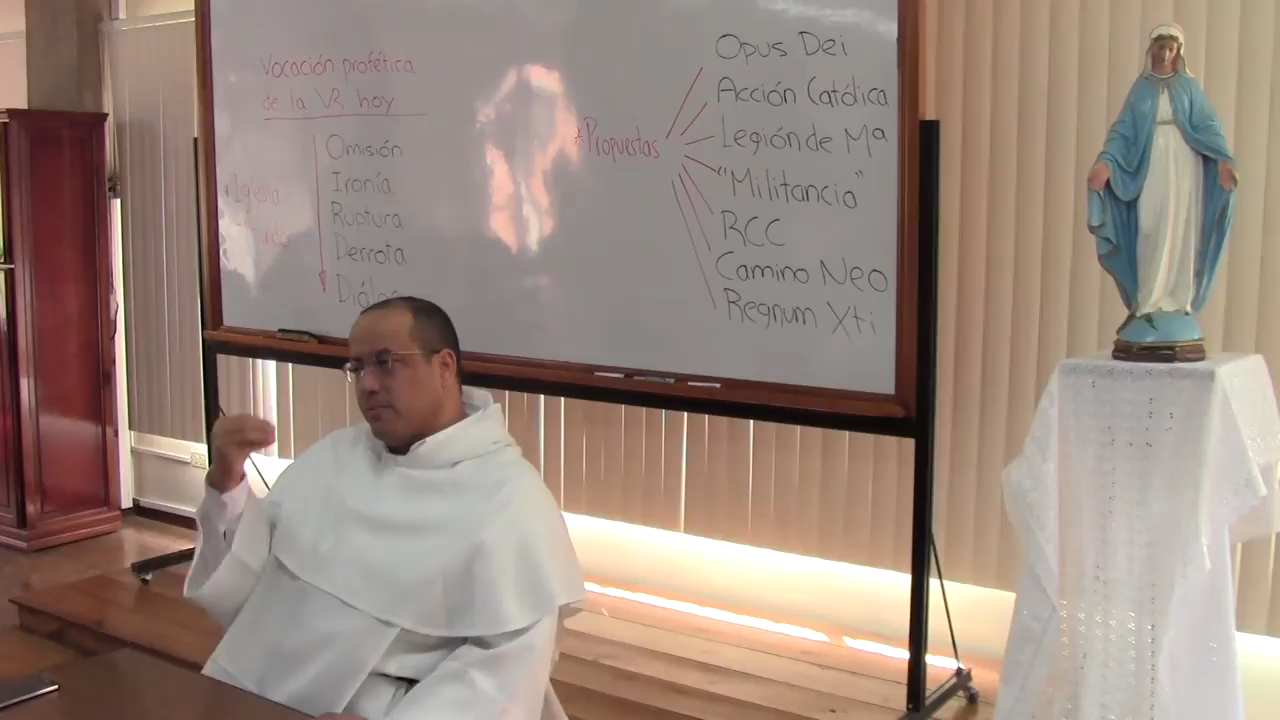 Vocación profética
de la VR hoy
Omisión
Ironía
Ruptura
Derrota
* Iglesia
* Propuestas
Opus Dei
Acción Católica
Legión de Mª
"Militancia"
RCC
Camino Neo
Regnum Xti